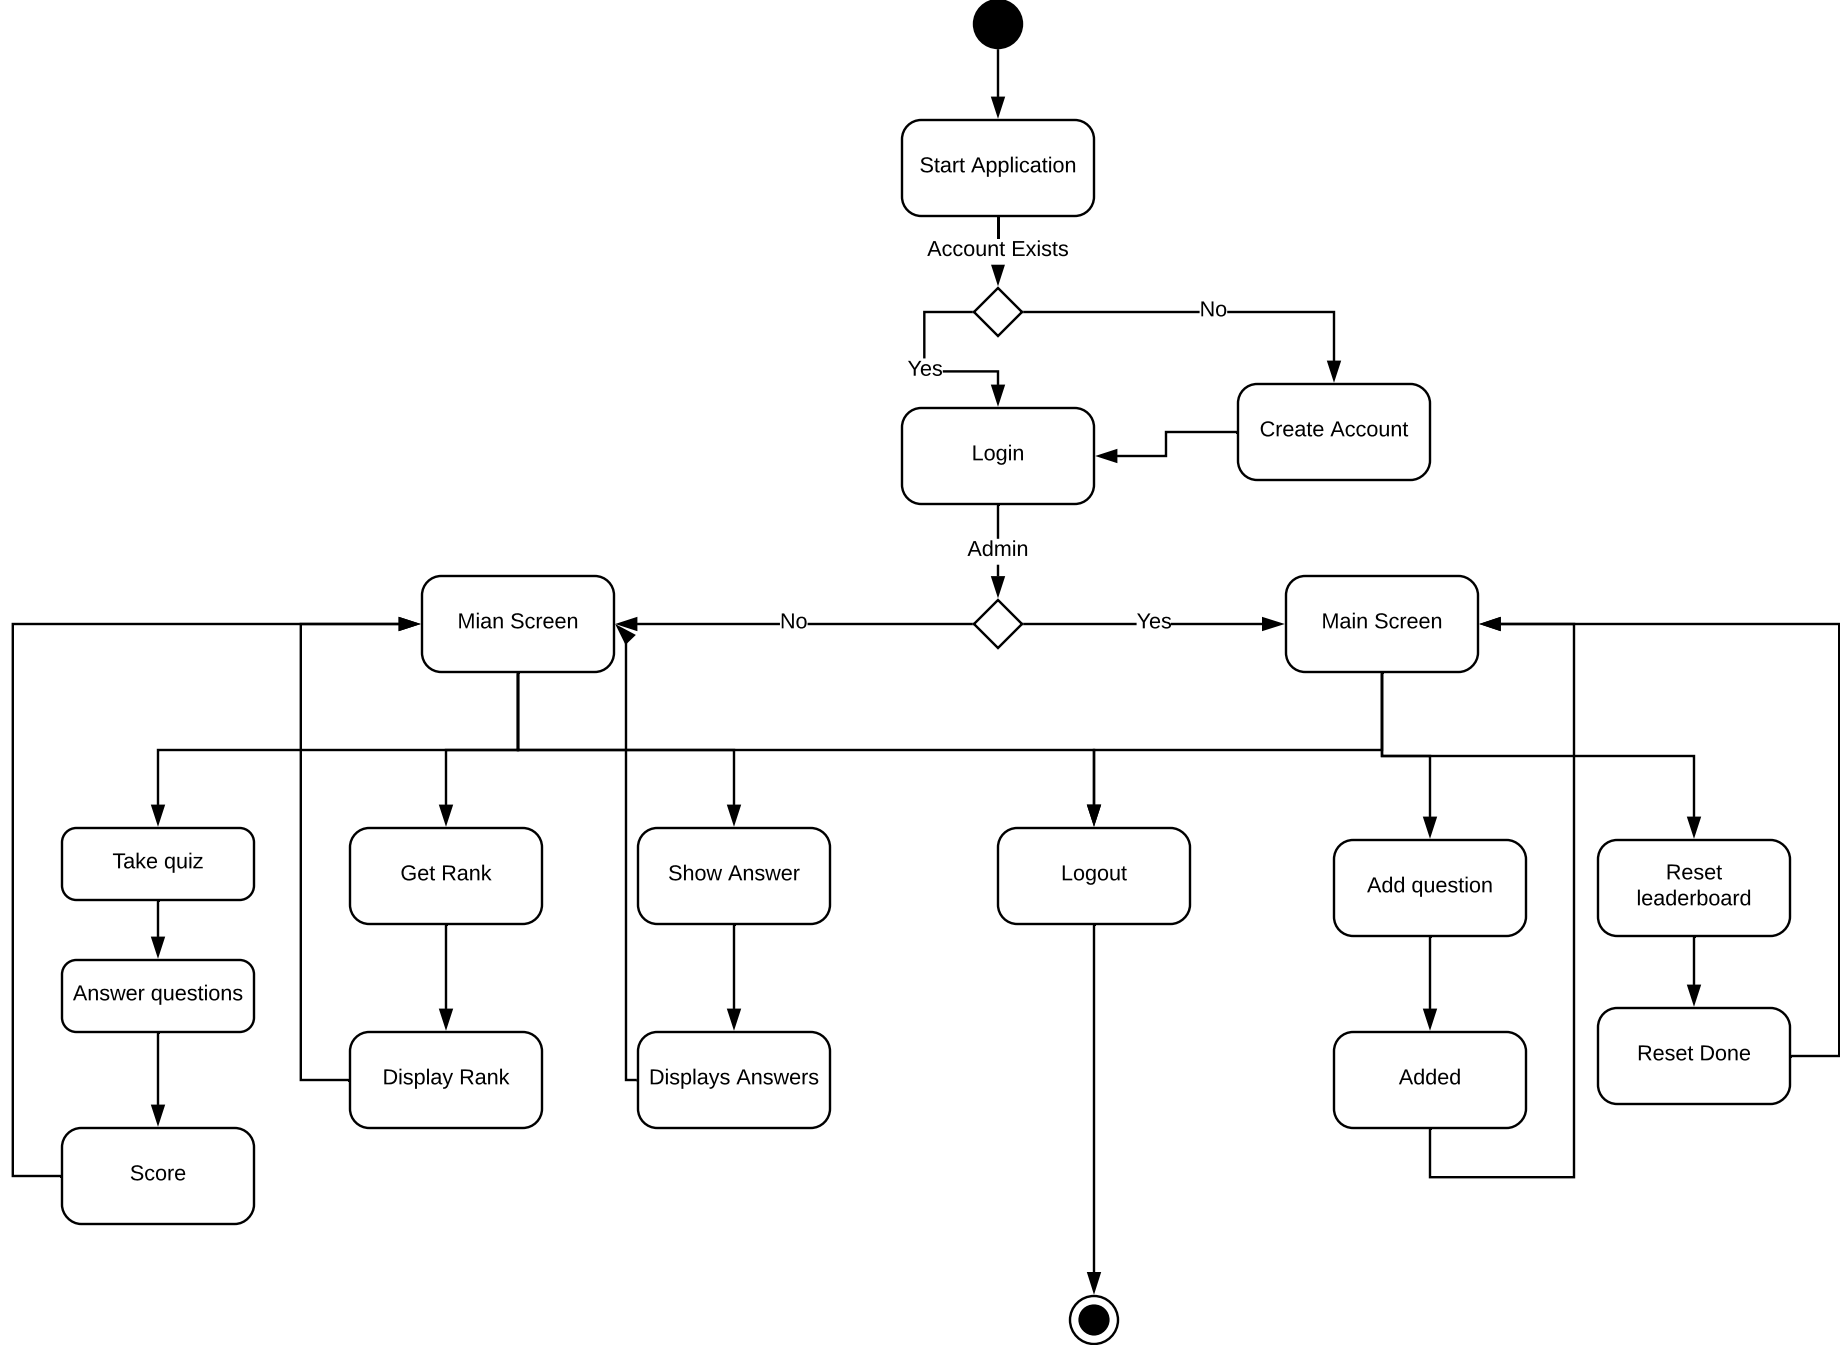 Start Application
Account Exists
No
Yes
Create Account
Login
Admin
Mian Screen
No
Yes
Main Screen
Take quiz
Get Rank
Show Answer
Logout
Add question
Reset
leaderboard
Answer questions
Display Rank
Displays Answers
Added
Reset Done
Score